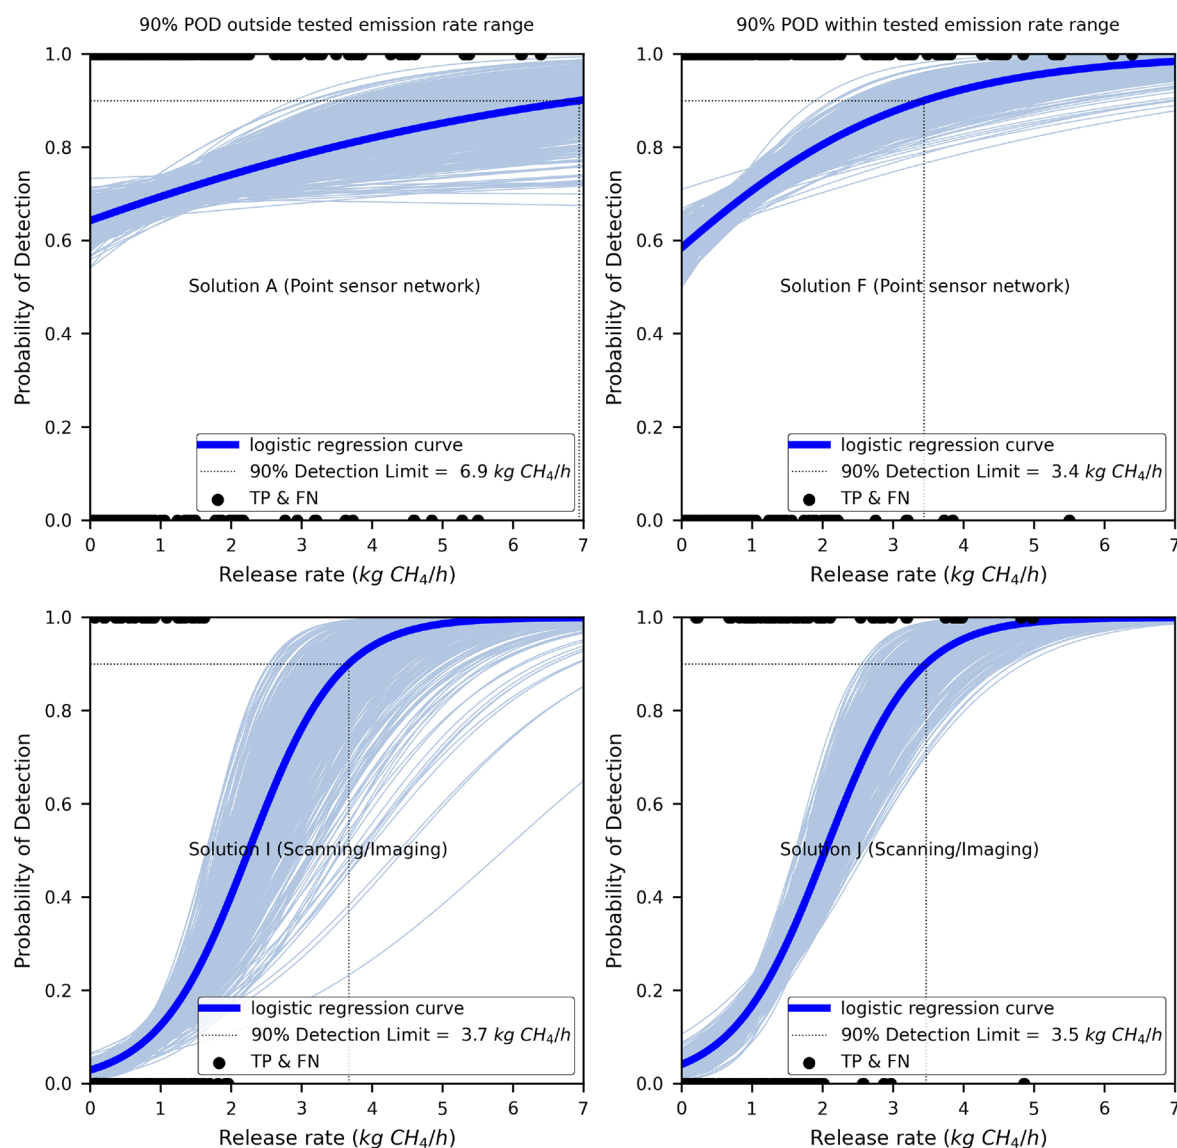 90% POD outside tested emission rate range
90% POD within tested emission rate range
1.0
0.8
0.6
0.4
0.2
0.0
Probability of Detection
Solution A (Point sensor network)
logistic regression curve
90% Detection Limit = 6.9 kg CH₄/h
TP & FN
0 1 2 3 4 5 6 7
Release rate (kg CH₄/h)
1.0
0.8
0.6
0.4
0.2
0.0
Probability of Detection
Solution F (Point sensor network)
logistic regression curve
90% Detection Limit = 3.4 kg CH₄/h
TP & FN
0 1 2 3 4 5 6 7
Release rate (kg CH₄/h)
1.0
0.8
0.6
0.4
0.2
0.0
Probability of Detection
Solution I (Scanning/Imaging)
logistic regression curve
90% Detection Limit = 3.7 kg CH₄/h
TP & FN
0 1 2 3 4 5 6 7
Release rate (kg CH₄/h)
1.0
0.8
0.6
0.4
0.2
0.0
Probability of Detection
Solution J (Scanning/Imaging)
logistic regression curve
90% Detection Limit = 3.5 kg CH₄/h
TP & FN
0 1 2 3 4 5 6 7
Release rate (kg CH₄/h)